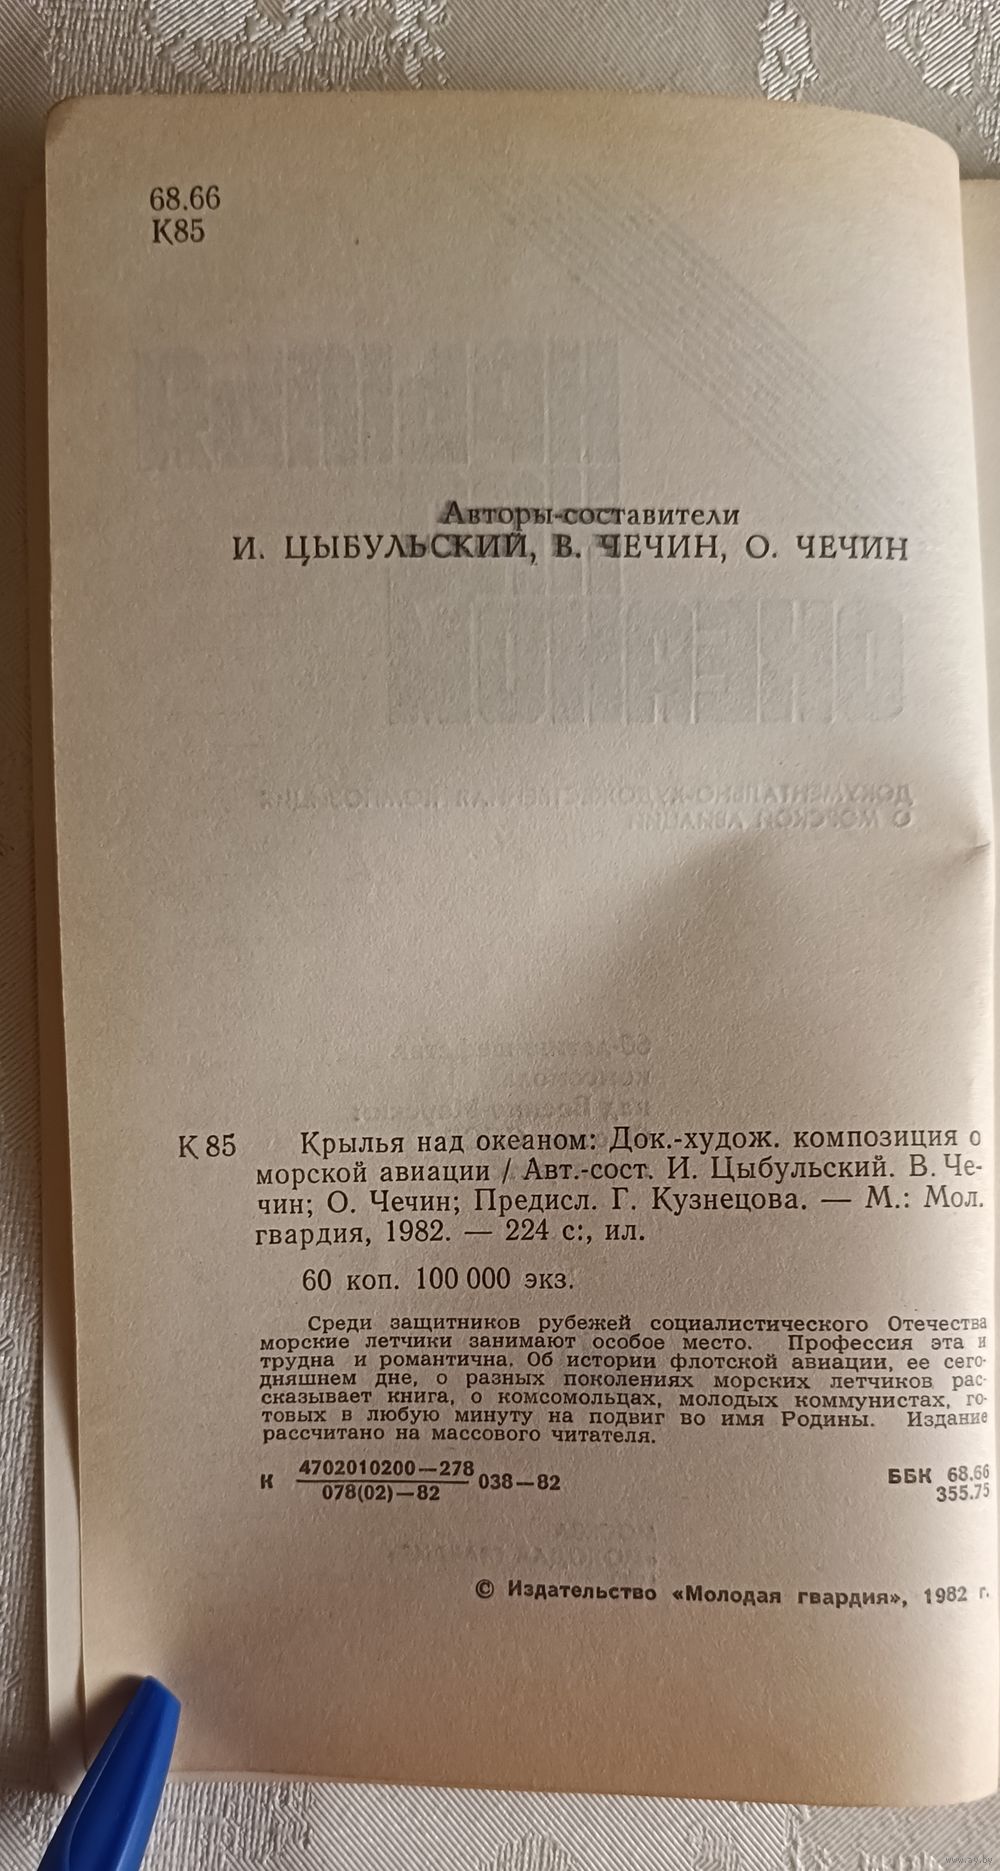 68.66
К85
Авторы-составители
И. ЦЫБУЛЬСКИЙ, В. ЧЕЧИН, О. ЧЕЧИН
К 85 Крылья над океаном: Док.-худож. композиция о
морской авиации / Авт.-сост. И. Цыбульский. В. Че-
чин; О. Чечин; Предисл. Г. Кузнецова. — М.: Мол.
гвардия, 1982. — 224 с:, ил.
60 коп. 100 000 экз.
Среди защитников рубежей социалистического Отечества
морские летчики занимают особое место. Профессия эта и
трудна и романтична. Об истории флотской авиации, ее сего-
дняшнем дне, о разных поколениях морских летчиков рас-
сказывает книга, о комсомольцах, молодых коммунистах, го-
товых в любую минуту на подвиг во имя Родины. Издание
рассчитано на массового читателя.
К 4702010200—278 038—82
078(02)—82
ББК 68.66
355.75
© Издательство «Молодая гвардия», 1982 г.
www.ay.by